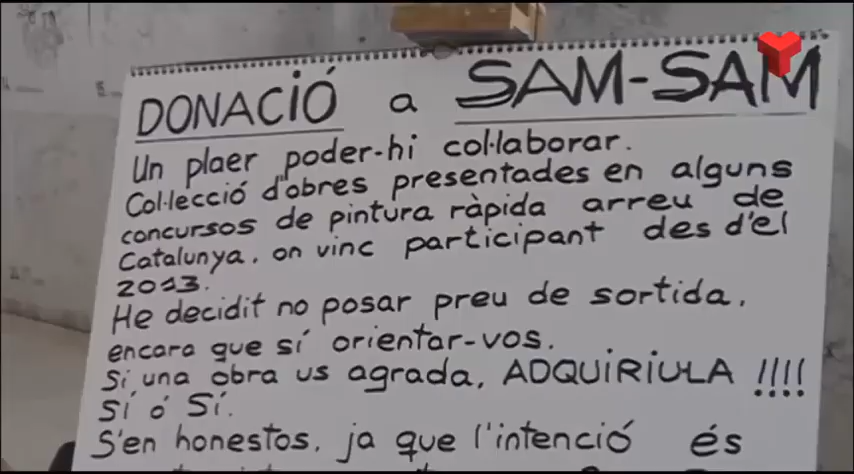 DONACIÓ a SAM-SAM
Un plaer poder-hi col·laborar.
Col·lecció d'obres presentades en alguns
concursos de pintura ràpida arreu de
Catalunya, on vinc participant des d'el
2013.
He decidit no posar preu de sortida,
encara que sí orientar-vos.
Si una obra us agrada, ADQUIRIULA !!!!
SÍ ó SÍ.
S'en honestos, ja que l'intenció és